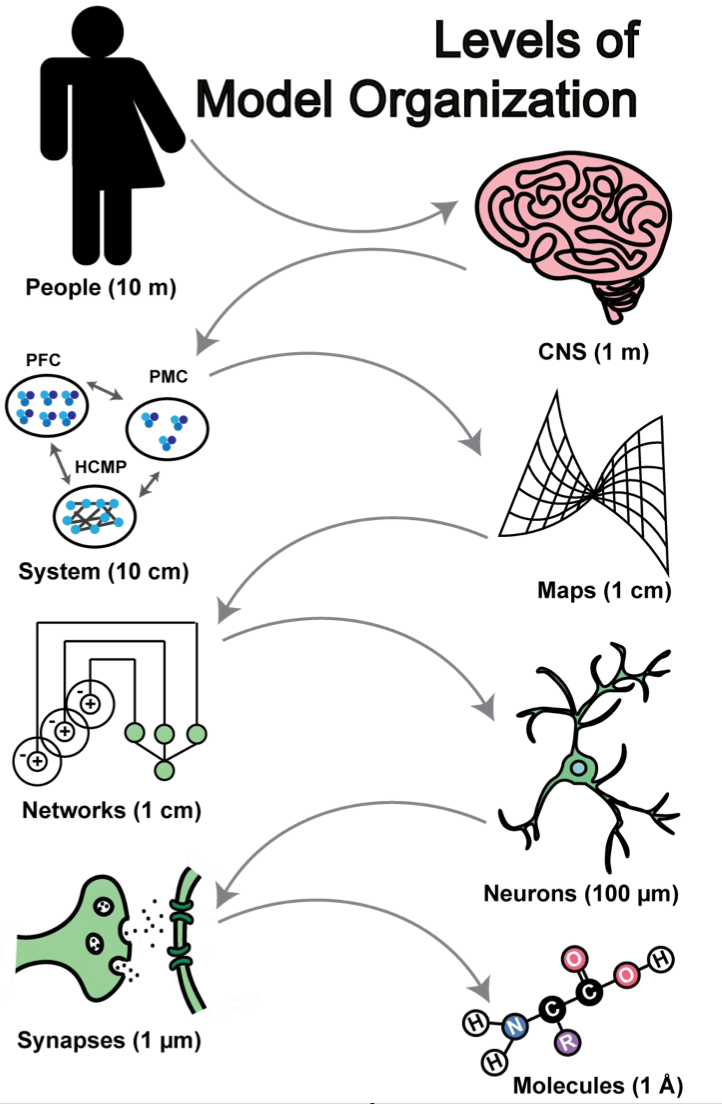 Levels of
Model Organization
People (10 m)
CNS (1 m)
PFC
PMC
HCMP
System (10 cm)
Maps (1 cm)
-
+
-
+
-
+
Networks (1 cm)
Neurons (100 µm)
Synapses (1 µm)
O
H
O
C
C
H
N
R
H
Molecules (1 Å)